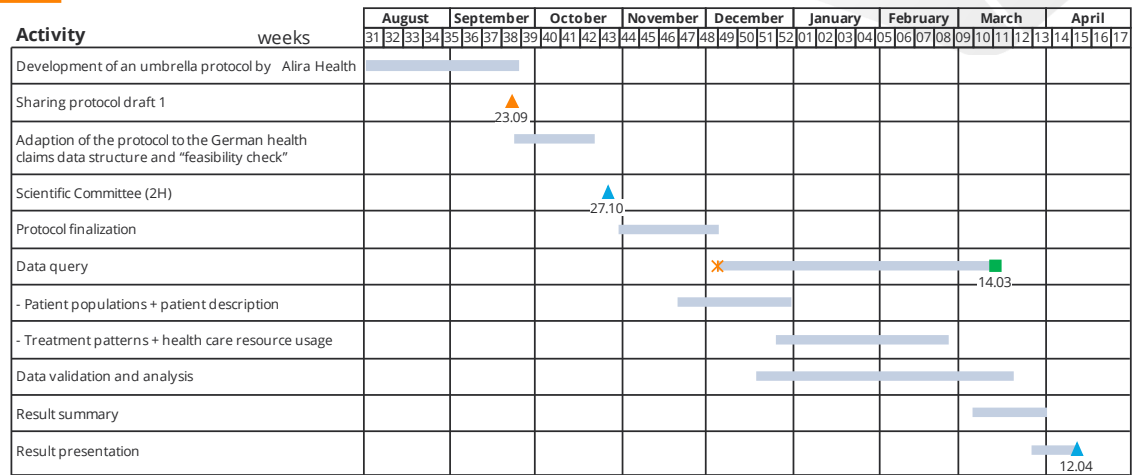 August September October November December January February March April
Activity weeks 31 32 33 34 35 36 37 38 39 40 41 42 43 44 45 46 47 48 49 50 51 52 01 02 03 04 05 06 07 08 09 10 11 12 13 14 15 16 17
Development of an umbrella protocol by Alira Health
Sharing protocol draft 1
23.09
Adaption of the protocol to the German health
claims data structure and “feasibility check”
Scientific Committee (2H)
27.10
Protocol finalization
Data query
14.03
- Patient populations + patient description
- Treatment patterns + health care resource usage
Data validation and analysis
Result summary
Result presentation
12.04